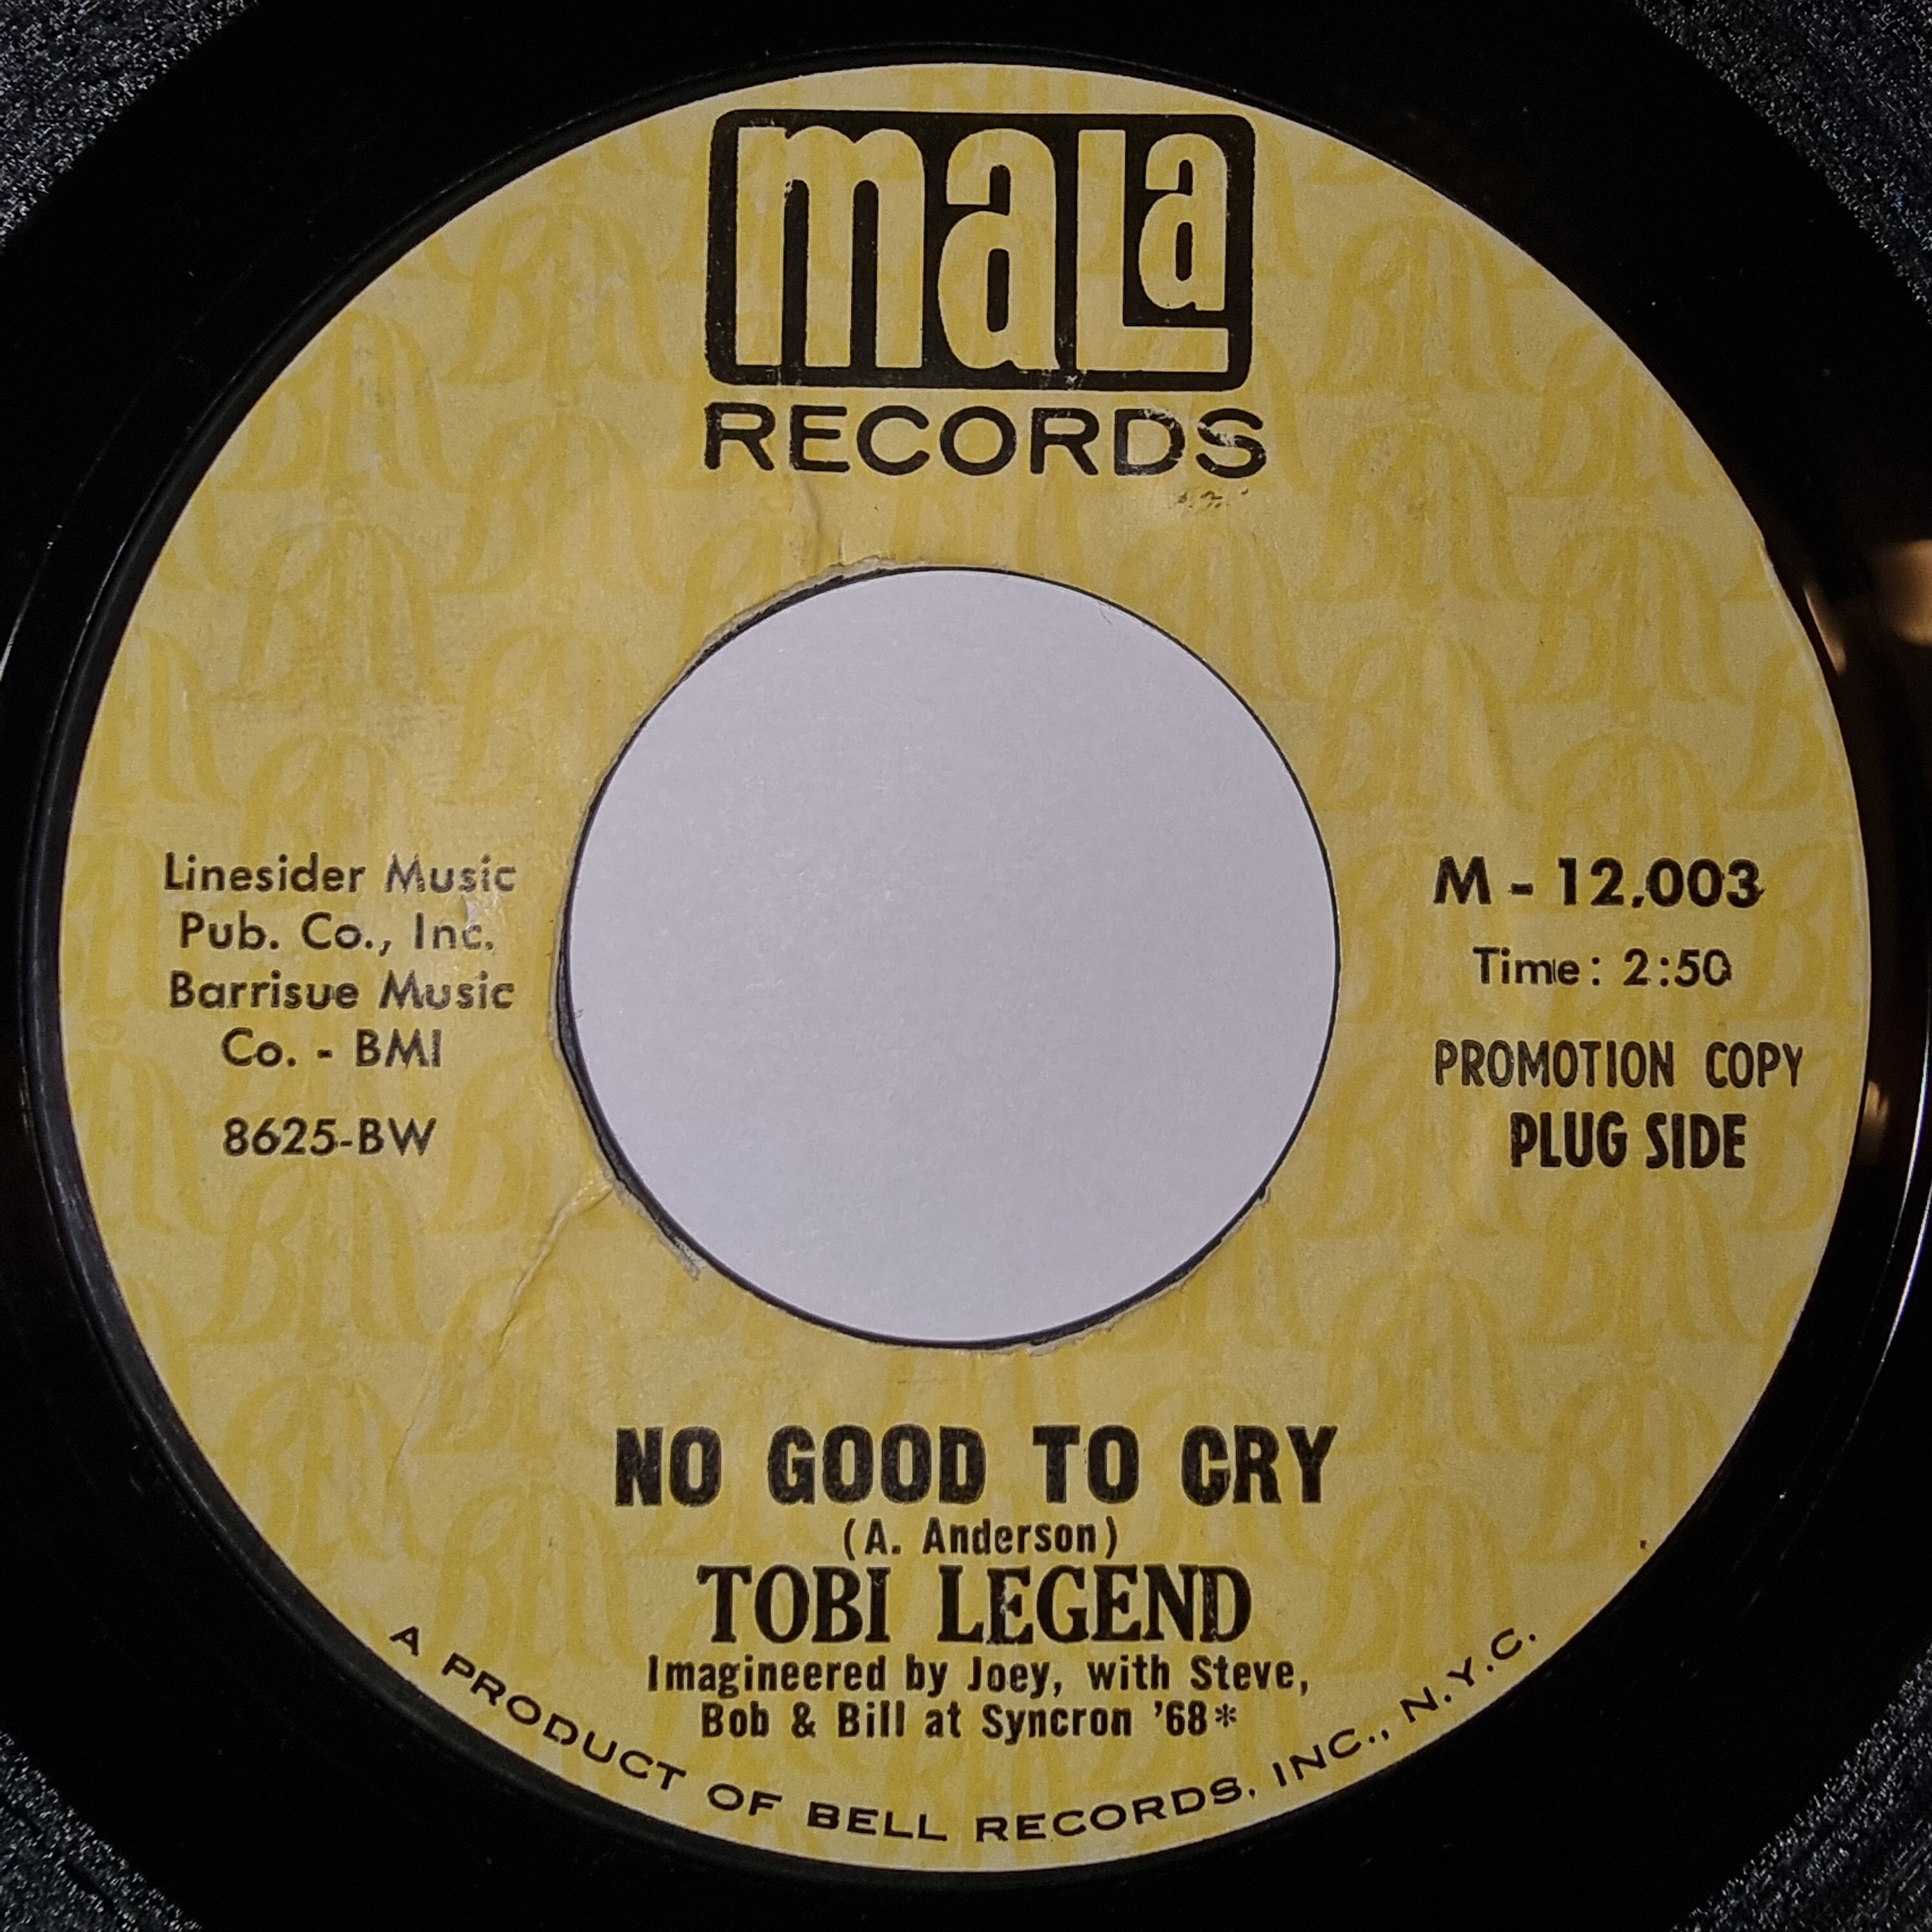 mala
RECORDS
Linesider Music
Pub. Co., Inc.
Barrisue Music
Co. - BMI
8625-BW
M - 12,003
Time: 2:50
PROMOTION COPY
PLUG SIDE
NO GOOD TO CRY
(A. Anderson)
TOBI LEGEND
Imagineered by Joey, with Steve,
Bob & Bill at Syncron '68*
A PRODUCT OF BELL RECORDS, INC., N.Y.C.